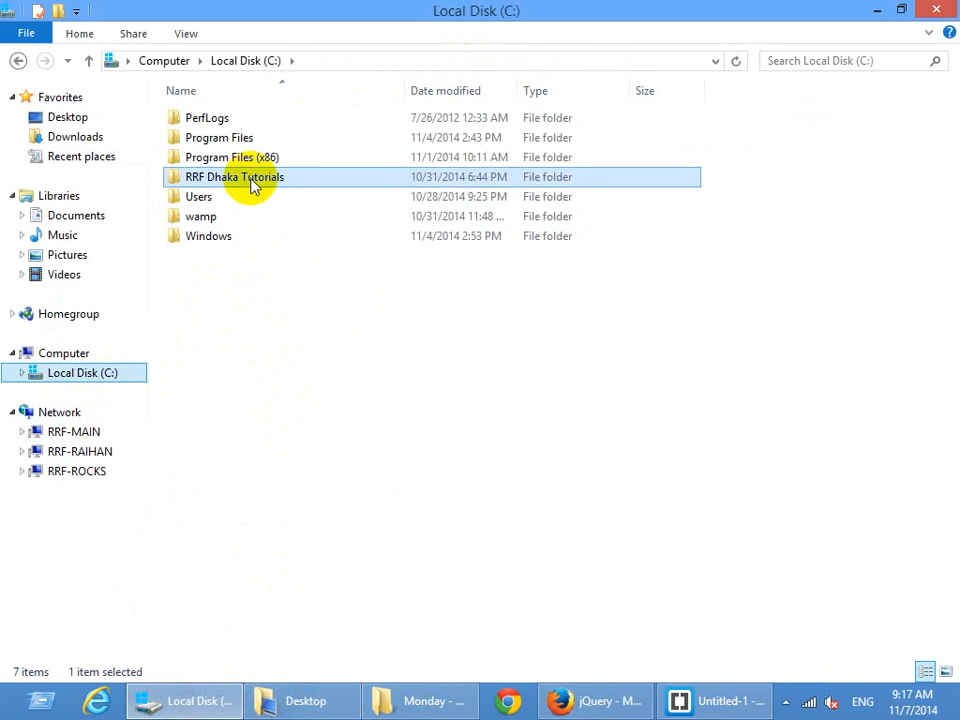 Local Disk (C:)
File Home Share View
Computer Local Disk (C:) Search Local Disk (C:)
Name Date modified Type Size
Favorites
Desktop
Downloads
Recent places
Libraries
Documents
Music
Pictures
Videos
Homegroup
Computer
Local Disk (C:)
Network
RRF-MAIN
RRF-RAIHAN
RRF-ROCKS
PerfLogs 7/26/2012 12:33 AM File folder
Program Files 11/4/2014 2:43 PM File folder
Program Files (x86) 11/1/2014 10:11 AM File folder
RRF Dhaka Tutorials 10/31/2014 6:44 PM File folder
Users 10/28/2014 9:25 PM File folder
wamp 10/31/2014 11:48 ... File folder
Windows 11/4/2014 2:53 PM File folder
7 items 1 item selected
Local Disk (... Desktop Monday - ... jQuery - M... Untitled-1 -... ENG 9:17 AM
11/7/2014